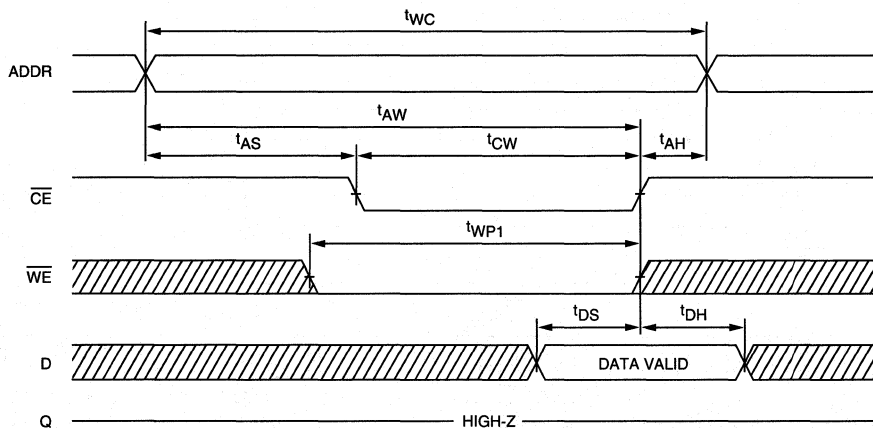 tWC
ADDR
tAW
tAS tCW tAH
CE
tWP1
WE
tDS tDH
D DATA VALID
Q HIGH-Z